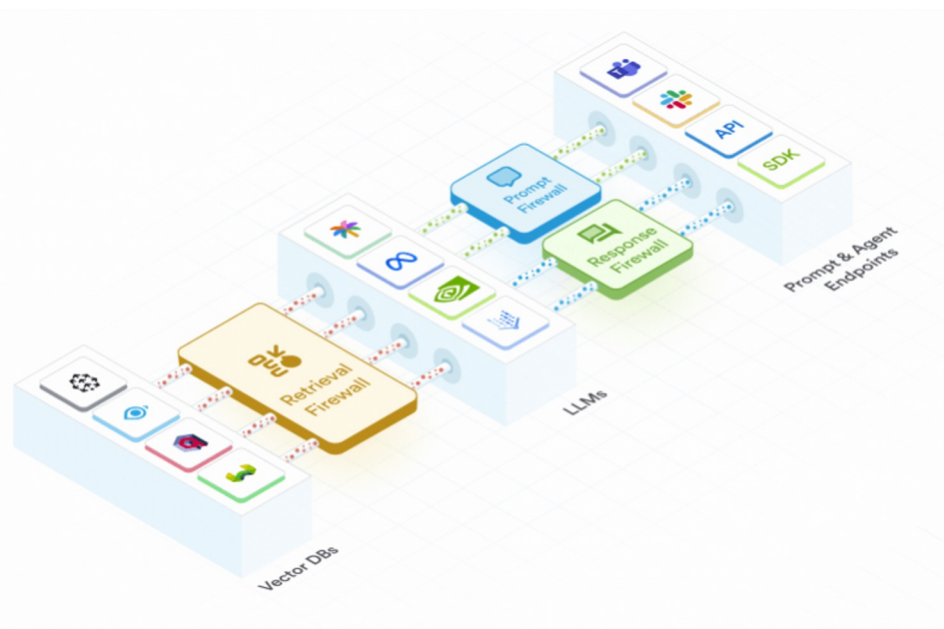 API
SDK
Prompt
Firewall
Response
Firewall
Prompt & Agent
Endpoints
Retrieval
Firewall
LLMs
Vector DBs